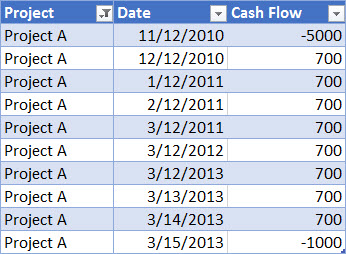 Project Date Cash Flow
Project A 11/12/2010 -5000
Project A 12/12/2010 700
Project A 1/12/2011 700
Project A 2/12/2011 700
Project A 3/12/2011 700
Project A 3/12/2012 700
Project A 3/12/2013 700
Project A 3/13/2013 700
Project A 3/14/2013 700
Project A 3/15/2013 -1000